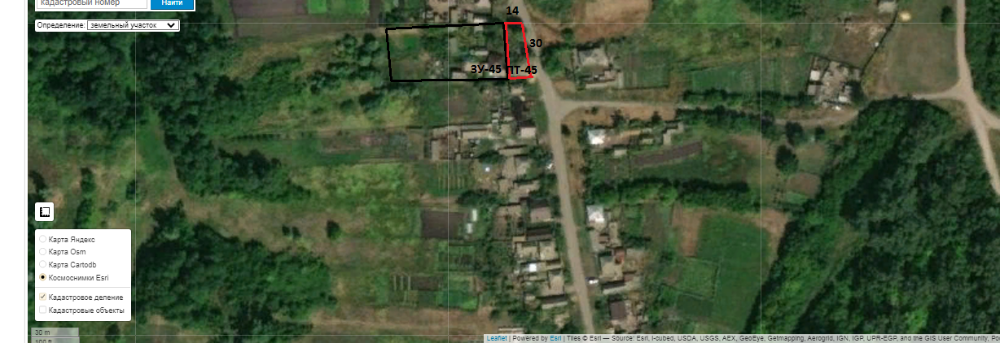 кадастровый номер
Найти
Определение: земельный участок
14
30
ЗУ-45
ПТ-45
Карта Яндекс
Карта Osm
Карта Cartodb
Космоснимки Esri
Кадастровое деление
Кадастровые объекты
30 m
100 ft
Leaflet | Powered by Esri | Tiles © Esri — Source: Esri, i-cubed, USDA, USGS, AEX, GeoEye, Getmapping, Aerogrid, IGN, IGP, UPR-EGP, and the GIS User Community, Po